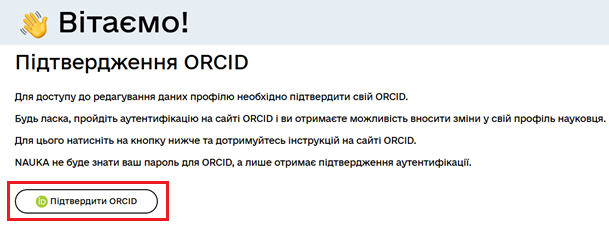 Вітаємо!
Підтвердження ORCID
Для доступу до редагування даних профілю необхідно підтвердити свій ORCID.
Будь ласка, пройдіть аутентифікацію на сайті ORCID і ви отримаєте можливість вносити зміни у свій профіль науковця.
Для цього натисніть на кнопку нижче та дотримуйтесь інструкцій на сайті ORCID.
NAUKA не буде знати ваш пароль для ORCID, а лише отримає підтвердження аутентифікації.
iD Підтвердити ORCID